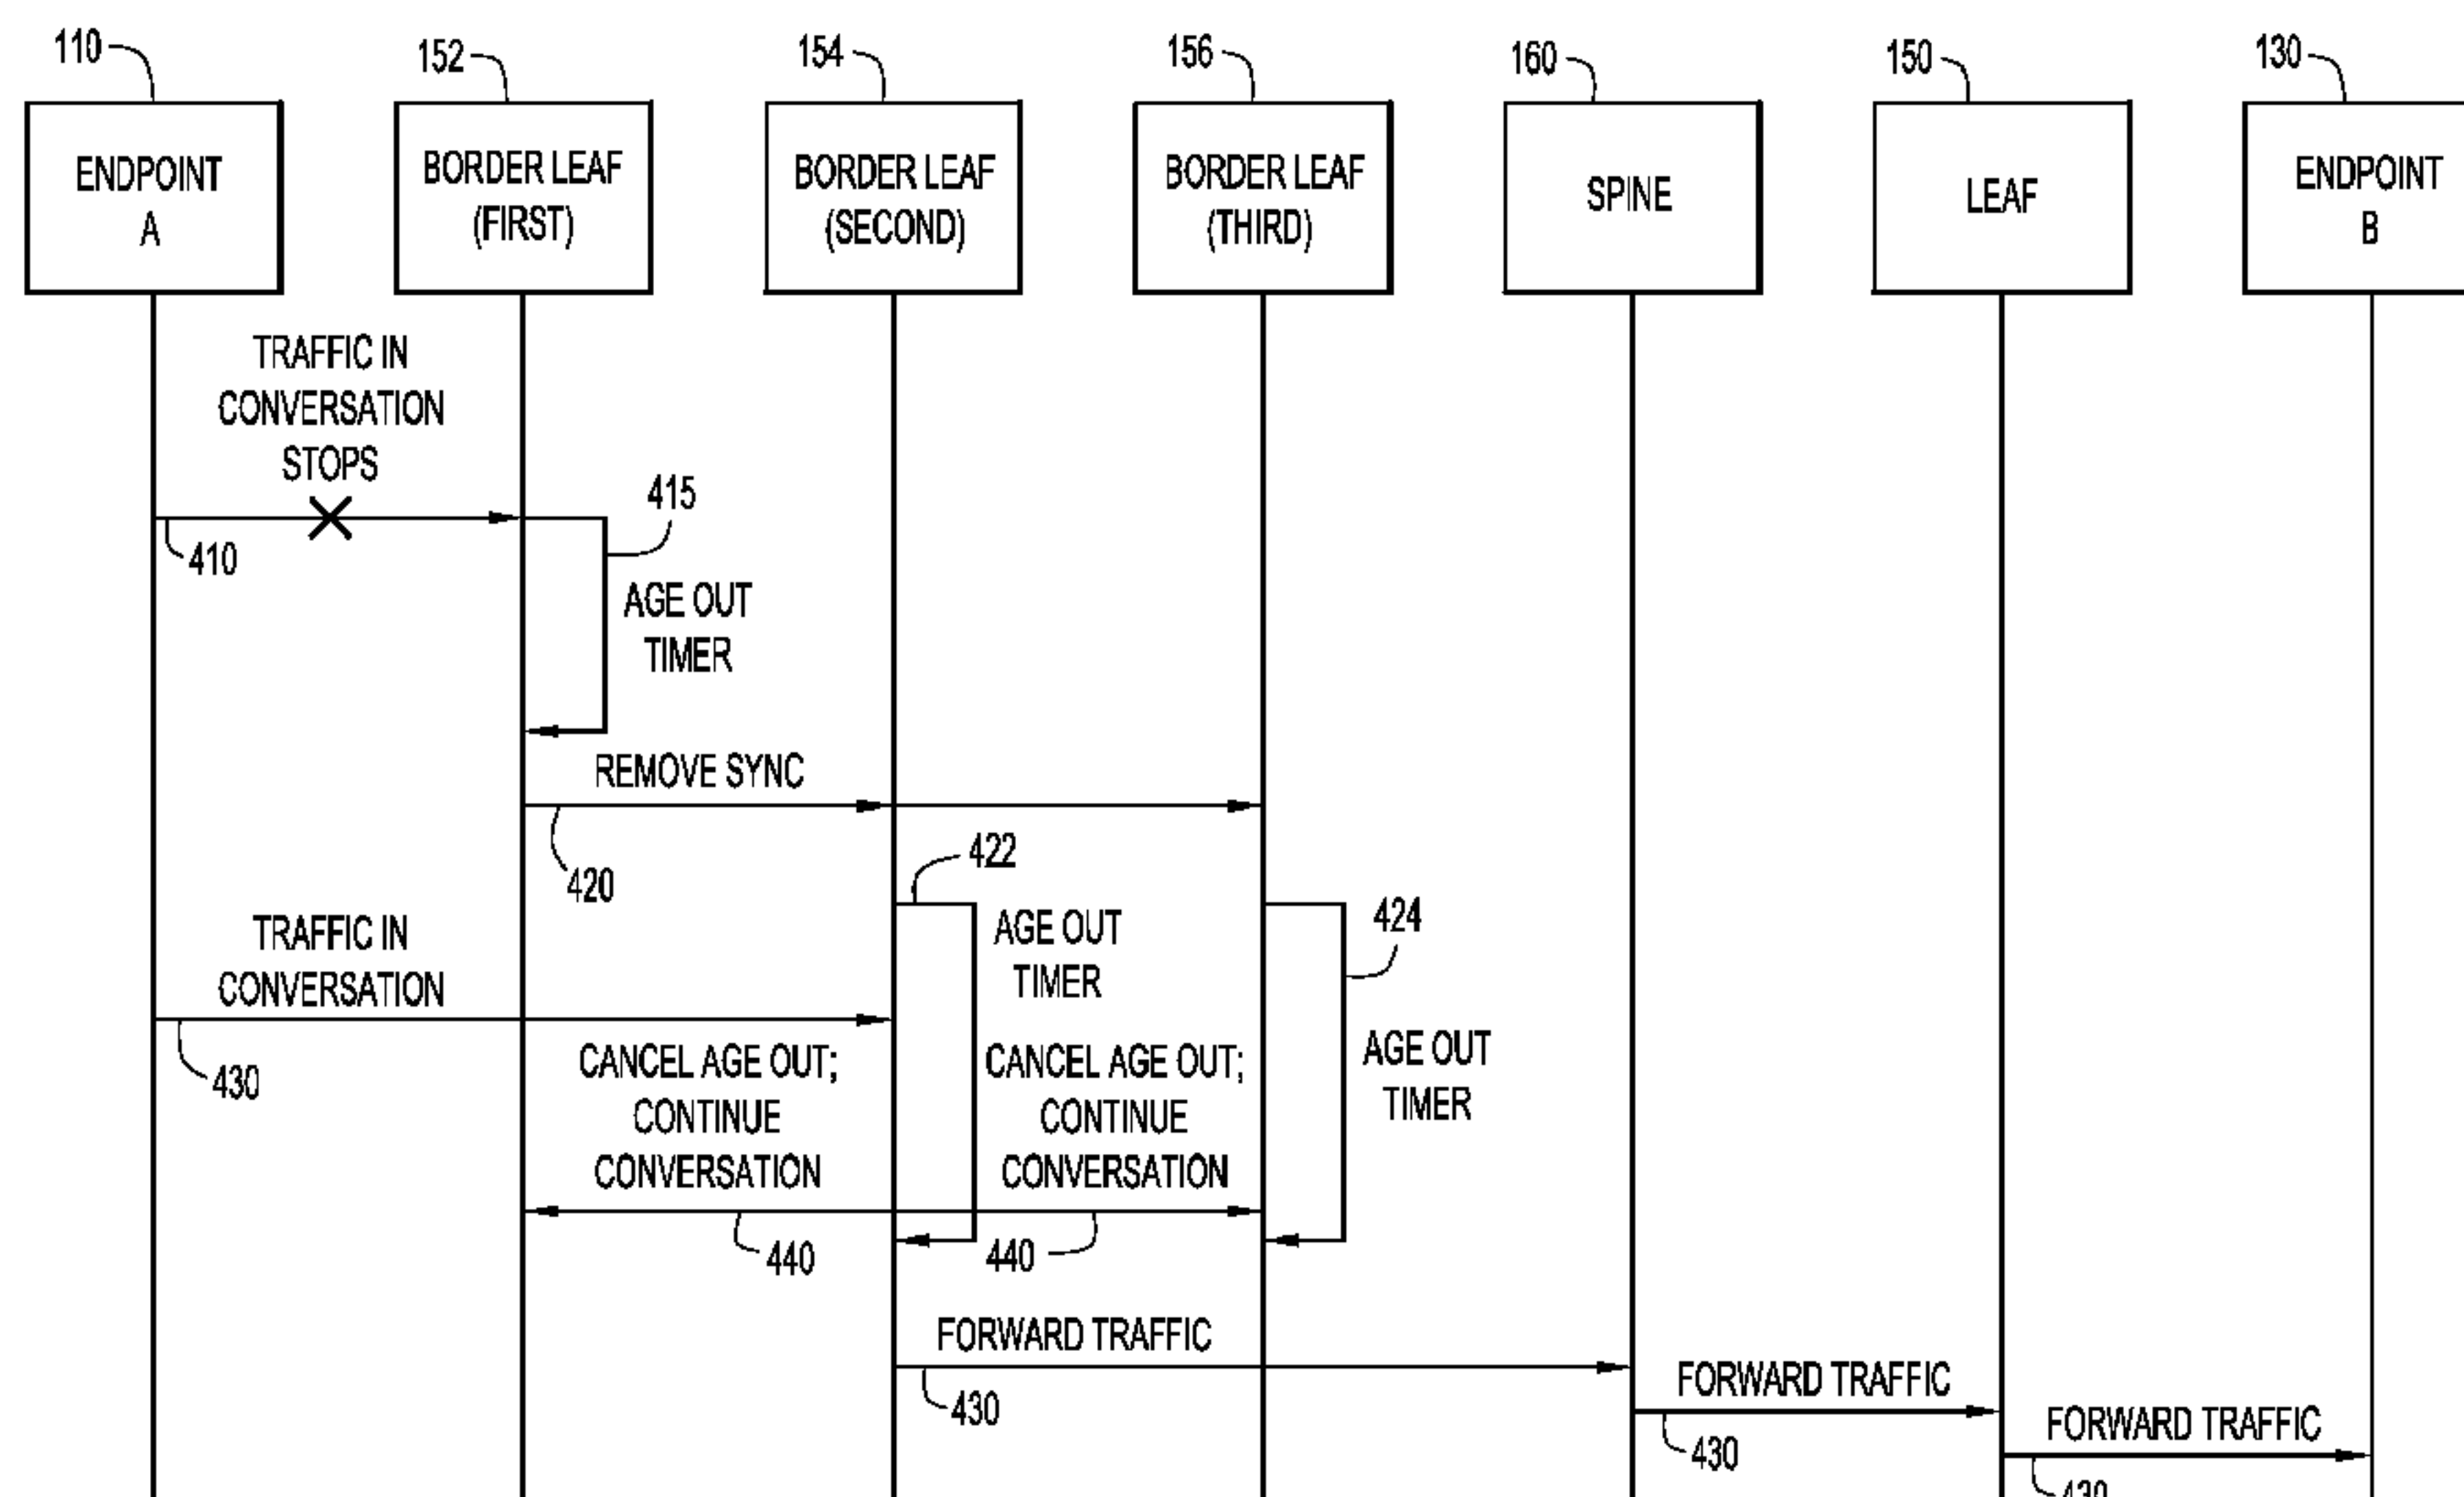 110
152
154
156
160
150
130
ENDPOINT
A
BORDER LEAF
(FIRST)
BORDER LEAF
(SECOND)
BORDER LEAF
(THIRD)
SPINE
LEAF
ENDPOINT
B
TRAFFIC IN
CONVERSATION
STOPS
410
415
AGE OUT
TIMER
REMOVE SYNC
420
422
AGE OUT
TIMER
424
AGE OUT
TIMER
TRAFFIC IN
CONVERSATION
430
CANCEL AGE OUT;
CONTINUE
CONVERSATION
440
CANCEL AGE OUT;
CONTINUE
CONVERSATION
440
FORWARD TRAFFIC
430
FORWARD TRAFFIC
430
FORWARD TRAFFIC
430